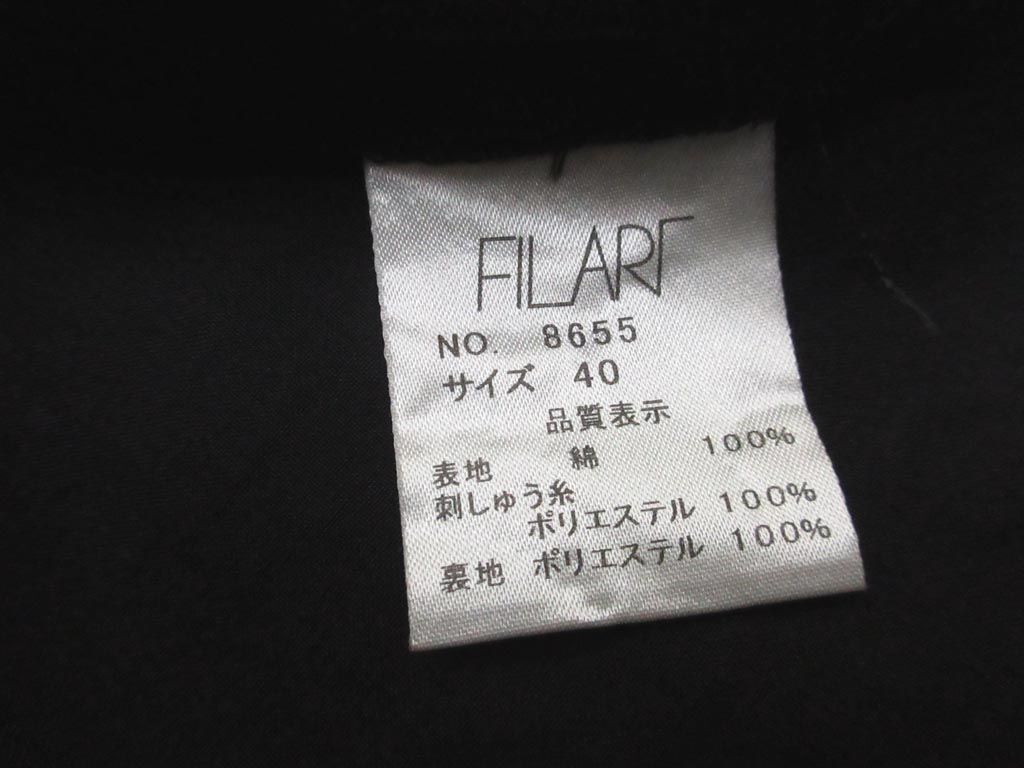 FILART
NO. 8655
サイズ 40
品質表示
表地 綿 100%
刺しゅう糸
ポリエステル 100%
裏地 ポリエステル 100%